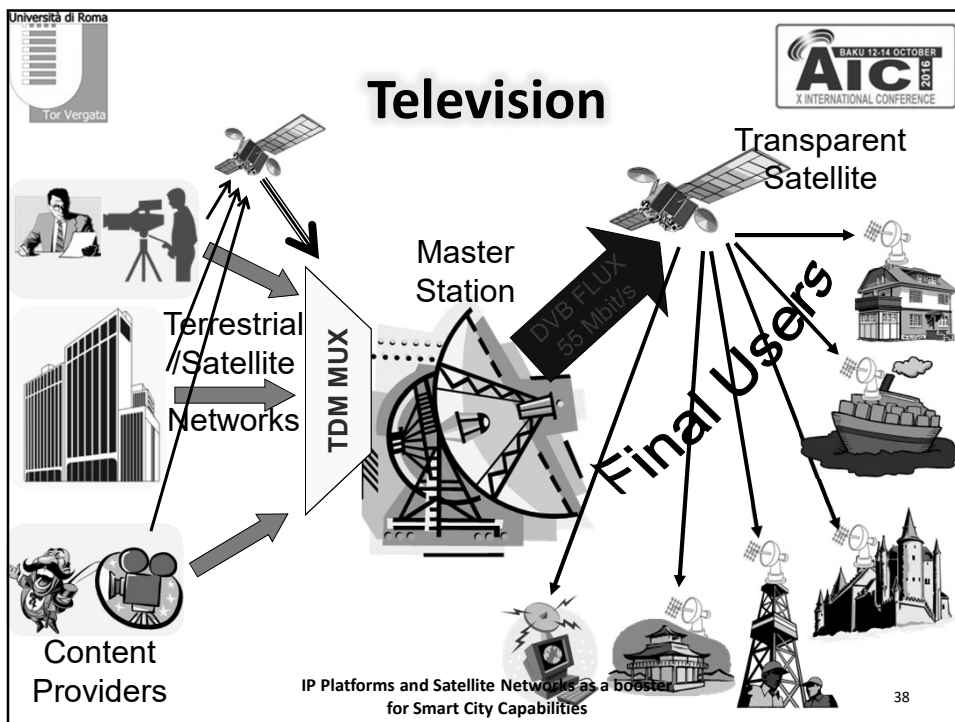 Università di Roma
Tor Vergata
BAKU 12-14 OCTOBER
AICT
2016
X INTERNATIONAL CONFERENCE
Television
Transparent
Satellite
Master
Station
DVB FLUX
55 Mbit/s
Terrestrial
/Satellite
Networks
TDM MUX
Final Users
Content
Providers
IP Platforms and Satellite Networks as a booster
for Smart City Capabilities
38